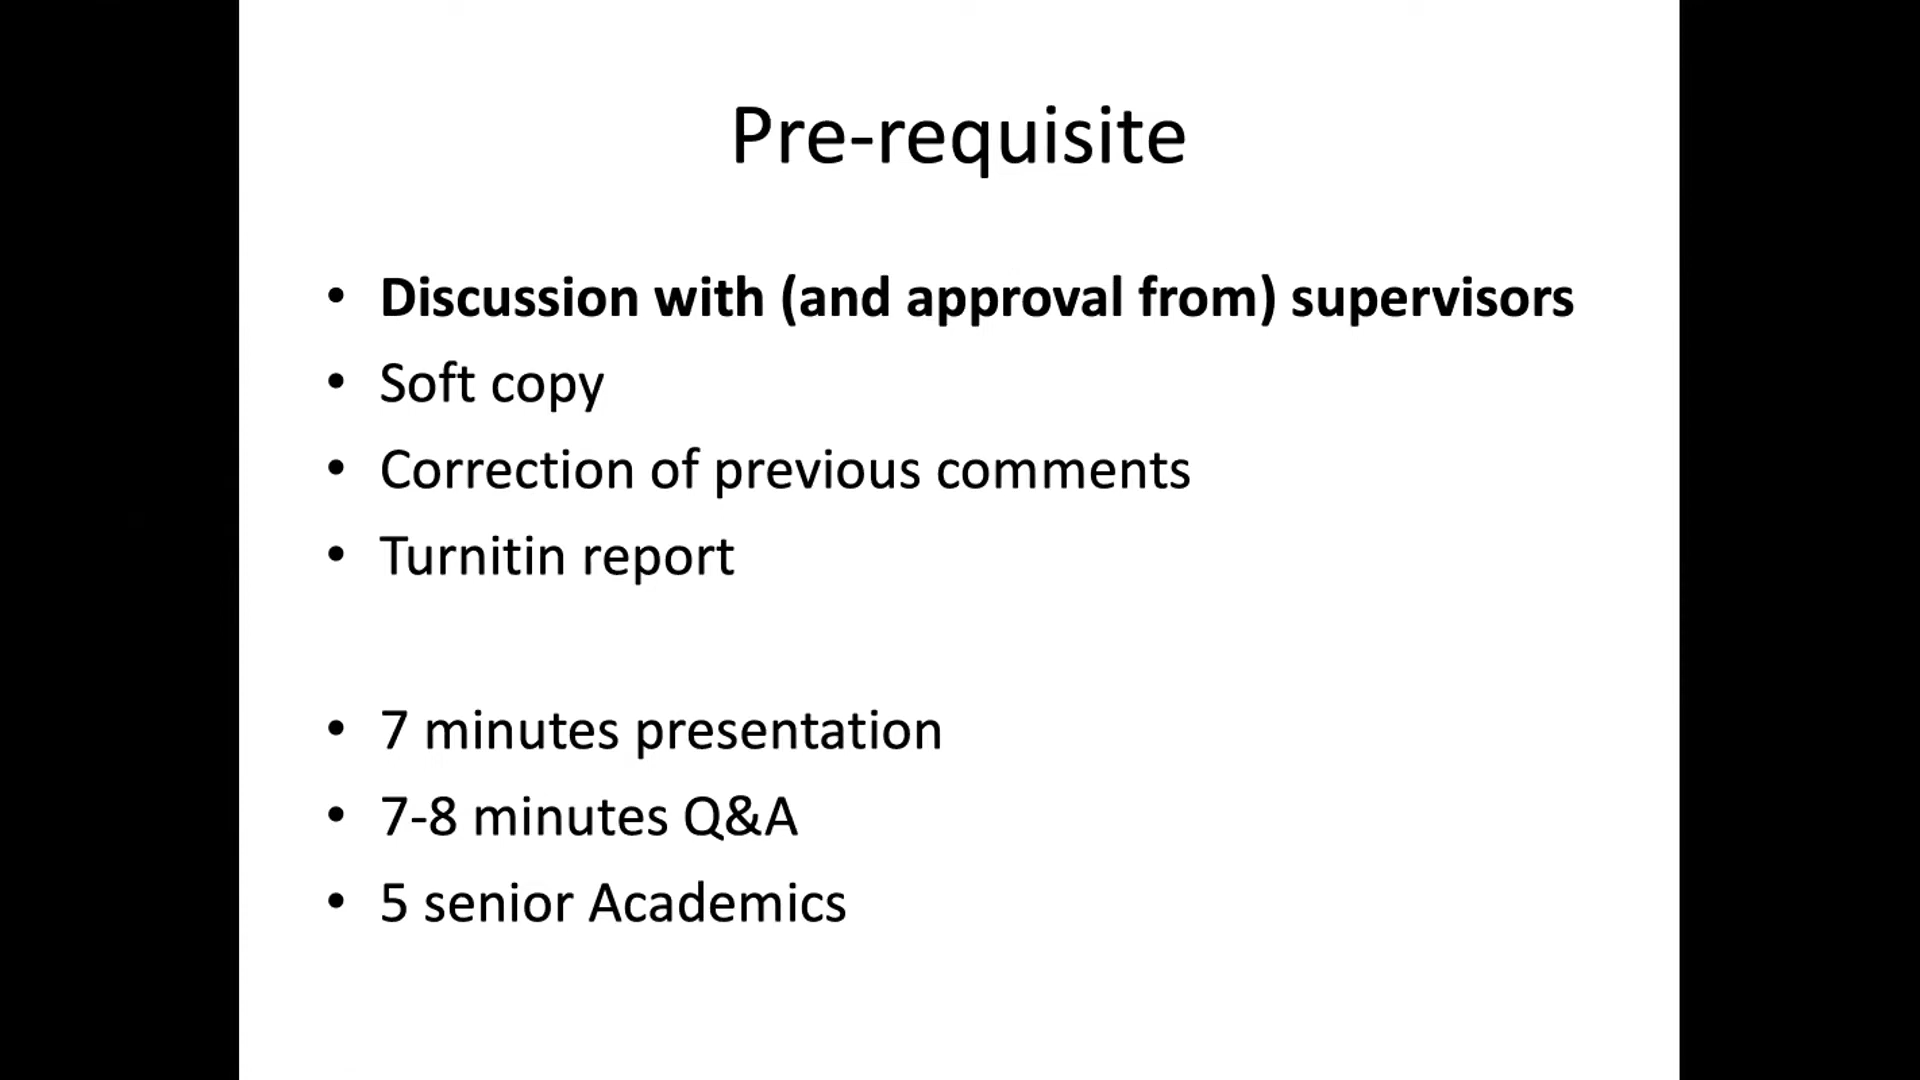 Pre-requisite
• Discussion with (and approval from) supervisors
• Soft copy
• Correction of previous comments
• Turnitin report
• 7 minutes presentation
• 7-8 minutes Q&A
• 5 senior Academics